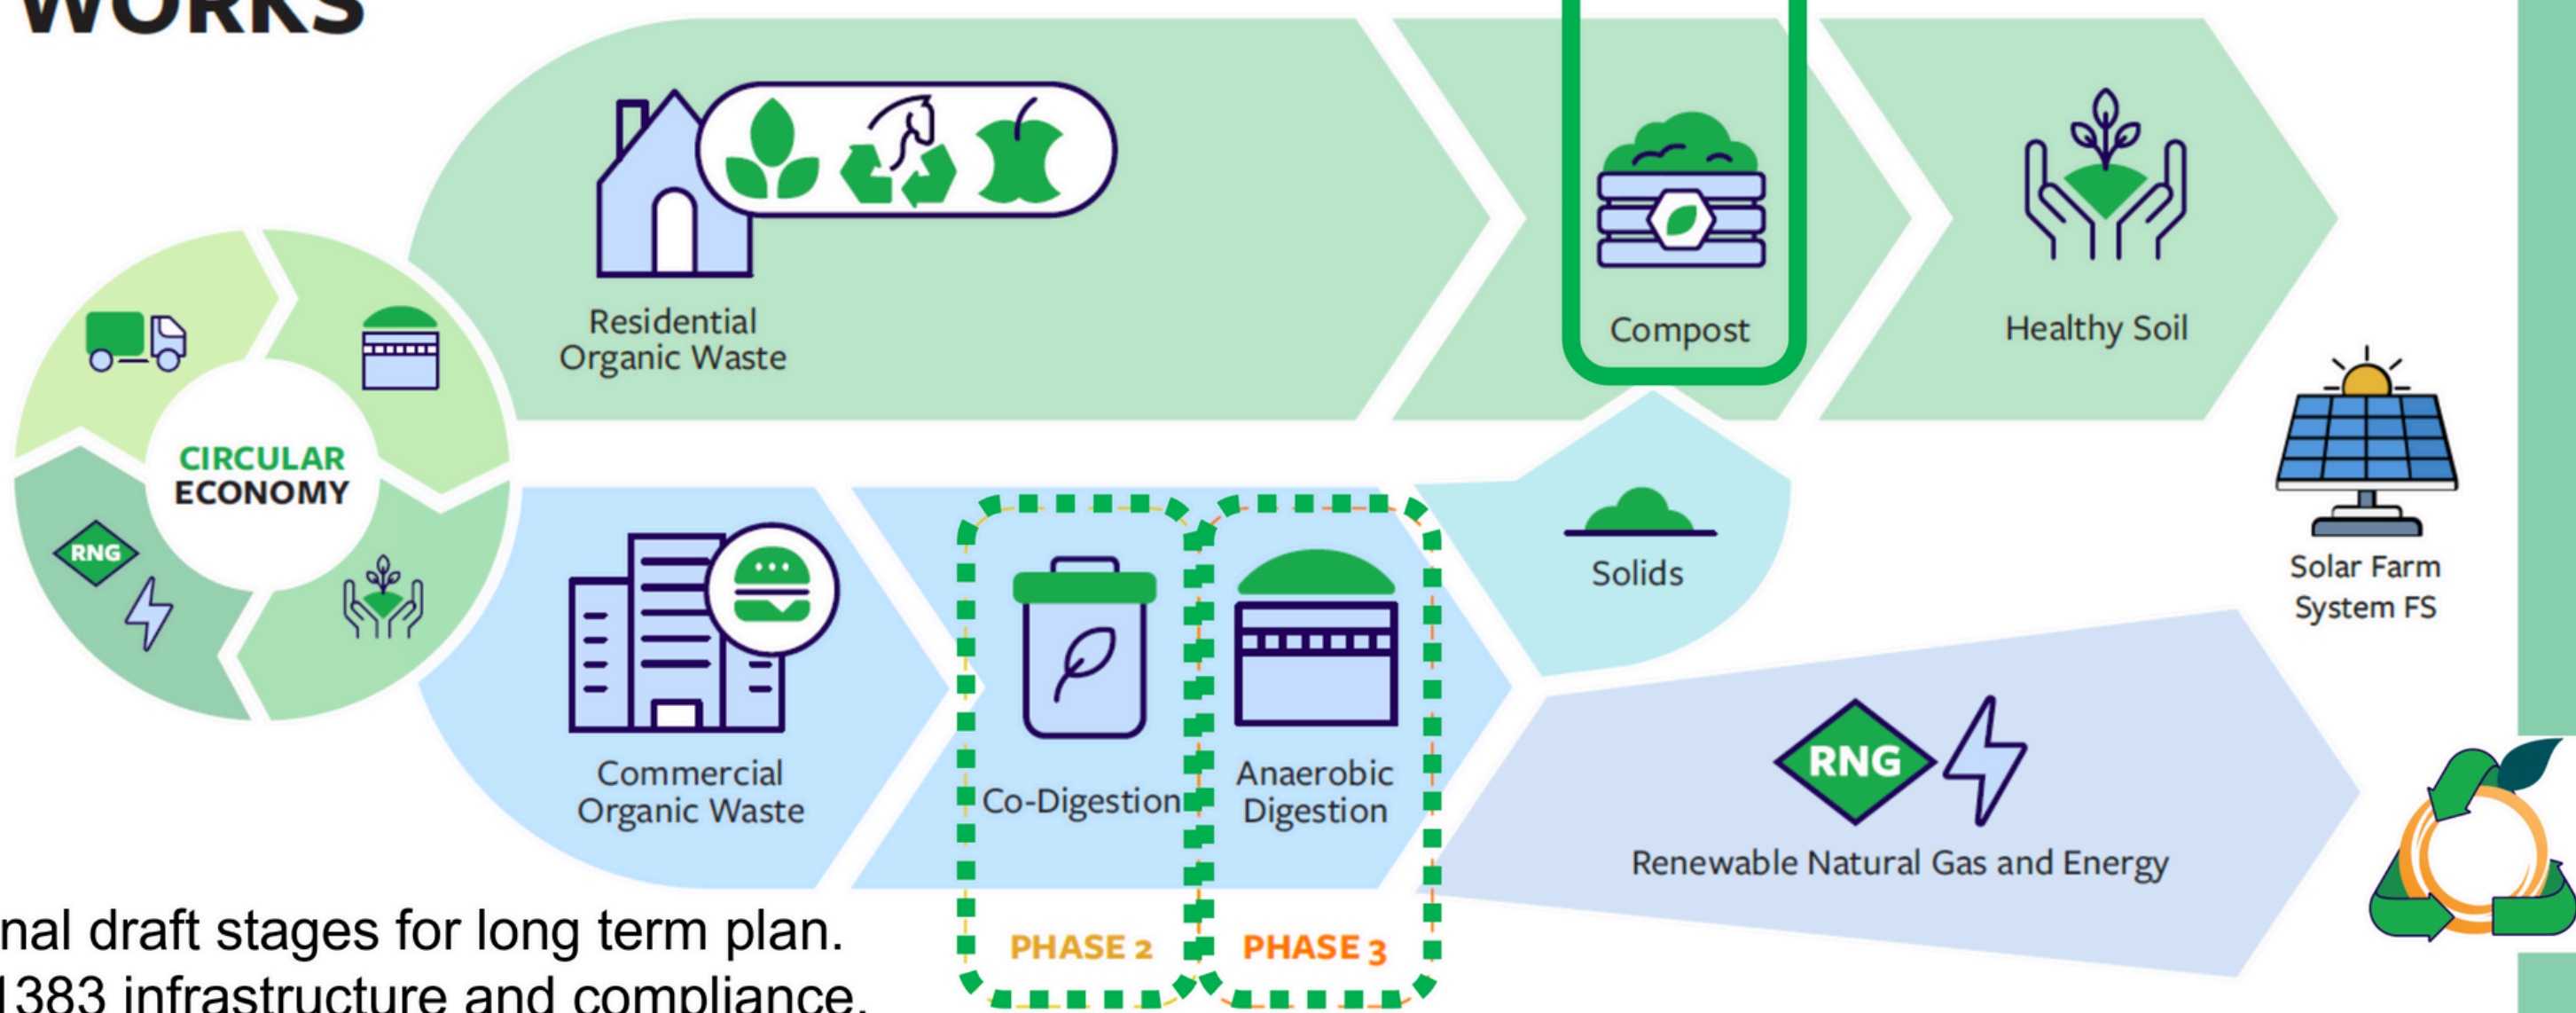 WORKS
Residential
Organic Waste
Compost
Healthy Soil
CIRCULAR
ECONOMY
RNG
Solids
Solar Farm
System FS
Commercial
Organic Waste
Co-Digestion
Anaerobic
Digestion
RNG
Renewable Natural Gas and Energy
PHASE 2
PHASE 3
draft stages for long term plan.
1383 infrastructure and compliance.